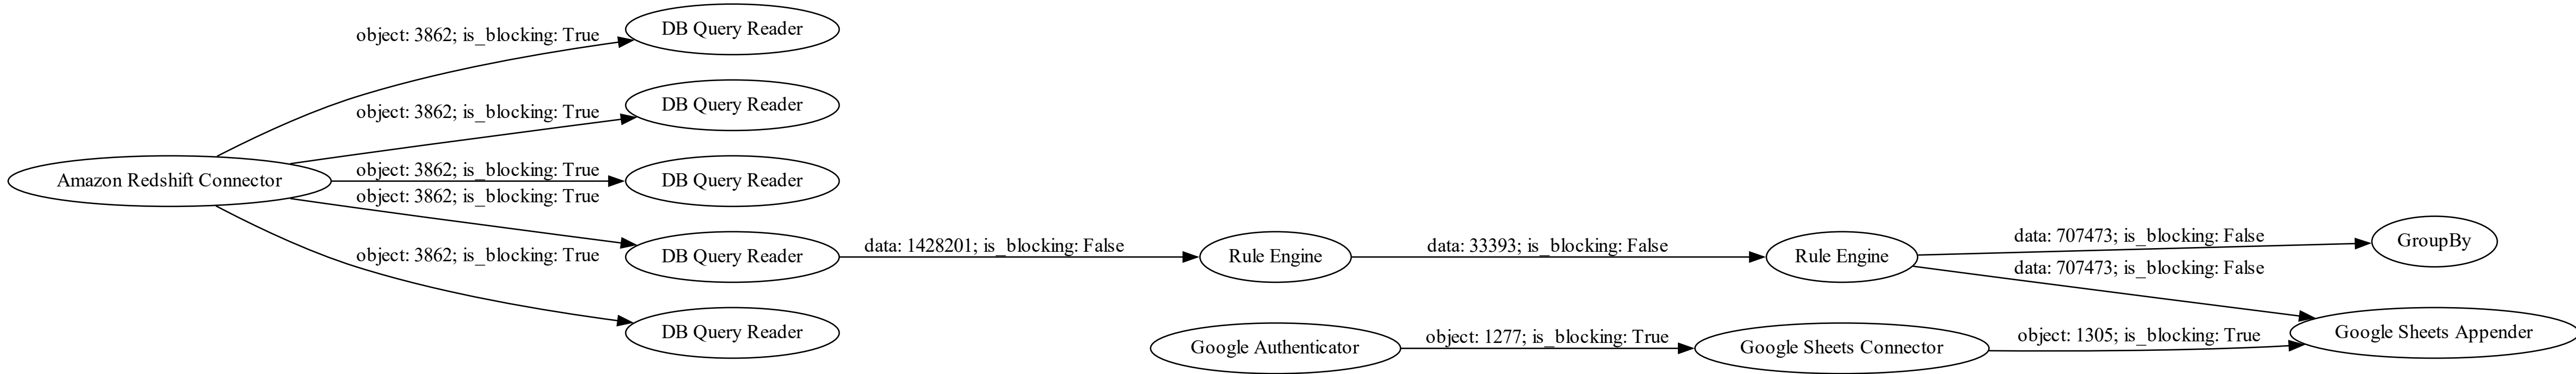 DB Query Reader
object: 3862; is_blocking: True
DB Query Reader
object: 3862; is_blocking: True
object: 3862; is_blocking: True
DB Query Reader
Amazon Redshift Connector
object: 3862; is_blocking: True
DB Query Reader
data: 1428201; is_blocking: False
Rule Engine
data: 33393; is_blocking: False
Rule Engine
data: 707473; is_blocking: False
GroupBy
data: 707473; is_blocking: False
object: 3862; is_blocking: True
DB Query Reader
Google Authenticator
object: 1277; is_blocking: True
Google Sheets Connector
object: 1305; is_blocking: True
Google Sheets Appender